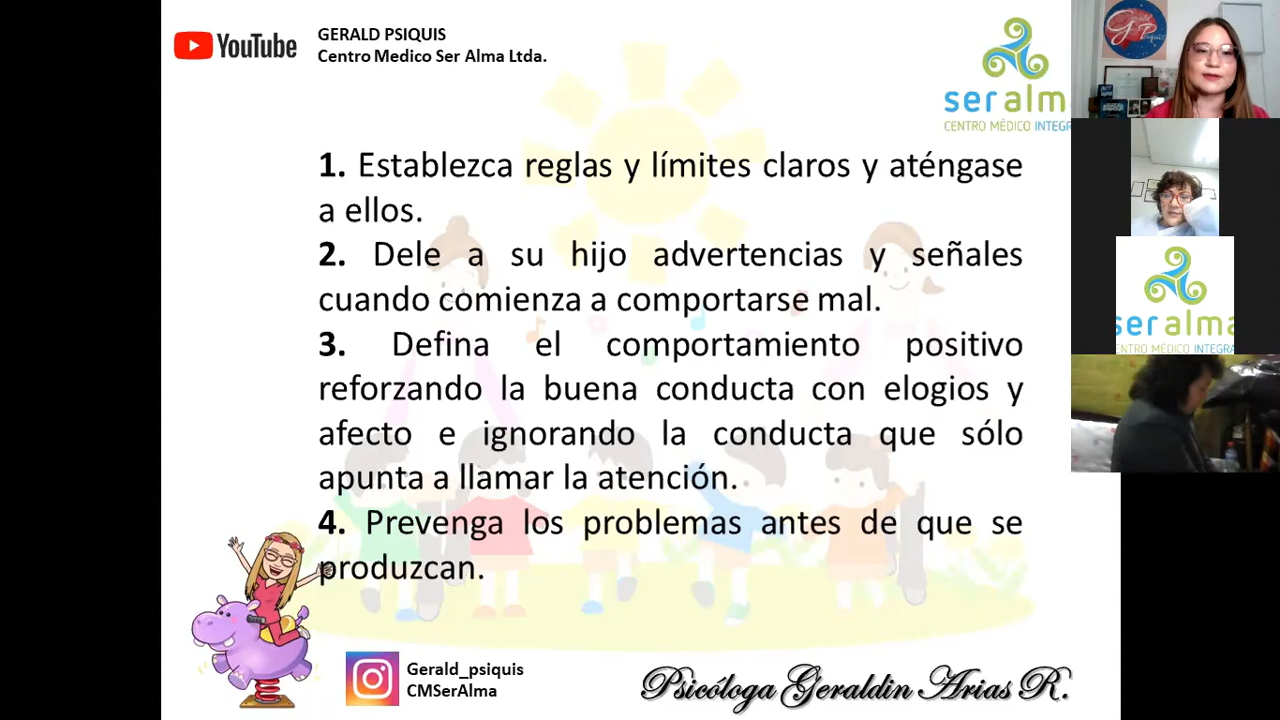 YouTube
GERALD PSIQUIS
Centro Medico Ser Alma Ltda.
ser alma
CENTRO MÉDICO INTEGR
1. Establezca reglas y límites claros y aténgase
a ellos.
2. Dele a su hijo advertencias y señales
cuando comienza a comportarse mal.
3. Defina el comportamiento positivo
reforzando la buena conducta con elogios y
afecto e ignorando la conducta que sólo
apunta a llamar la atención.
4. Prevenga los problemas antes de que se
produzcan.
Gerald_psiquis
CMSerAlma
Psicóloga Geraldin Arias R.
ser alma
ENTRO MÉDICO INTEGRA